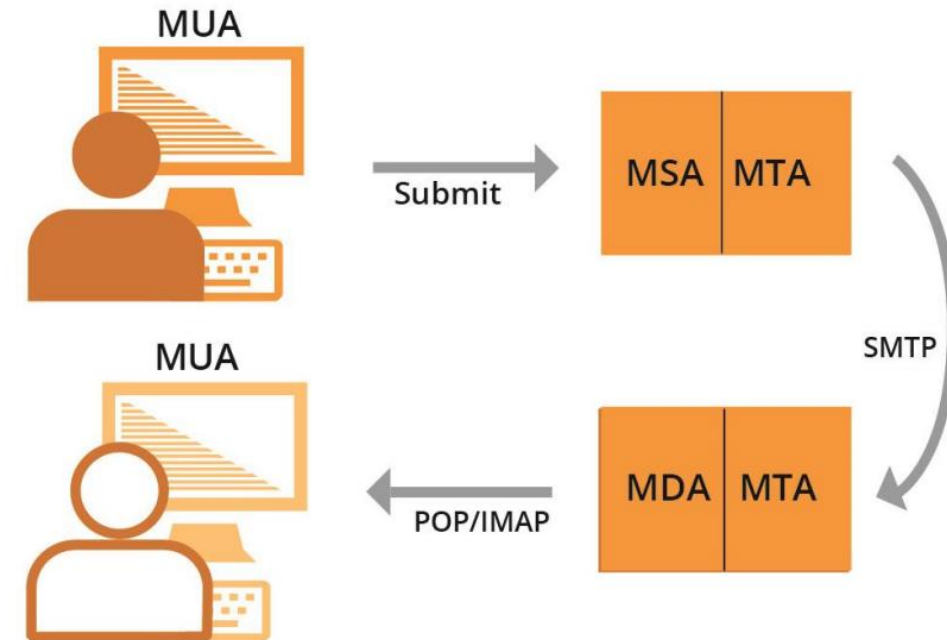 MUA
Submit
MSA MTA
SMTP
MUA
POP/IMAP
MDA MTA